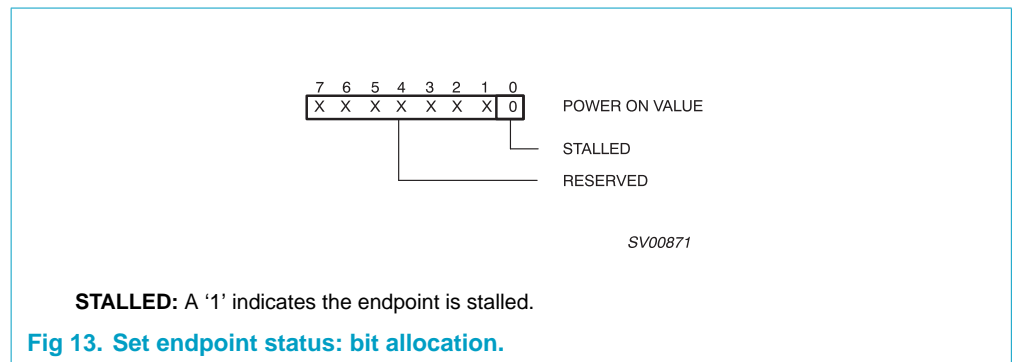 7 6 5 4 3 2 1 0
X X X X X X X 0 POWER ON VALUE
STALLED
RESERVED
SV00871
STALLED: A ‘1’ indicates the endpoint is stalled.
Fig 13. Set endpoint status: bit allocation.